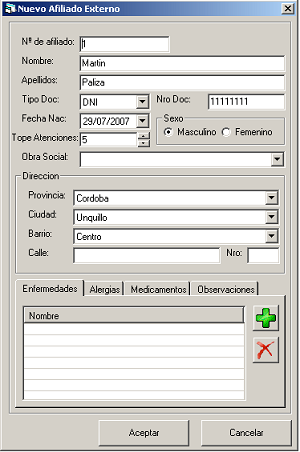 Nuevo Afiliado Externo
Nº de afiliado: 1
Nombre: Martin
Apellidos: Paliza
Tipo Doc: DNI Nro Doc: 11111111
Fecha Nac: 29/07/2007 Sexo
Masculino Femenino
Tope Atenciones: 5
Obra Social:
Direccion
Provincia: Cordoba
Ciudad: Unquillo
Barrio: Centro
Calle: Nro:
Enfermedades Alergias Medicamentos Observaciones
Nombre
Aceptar Cancelar